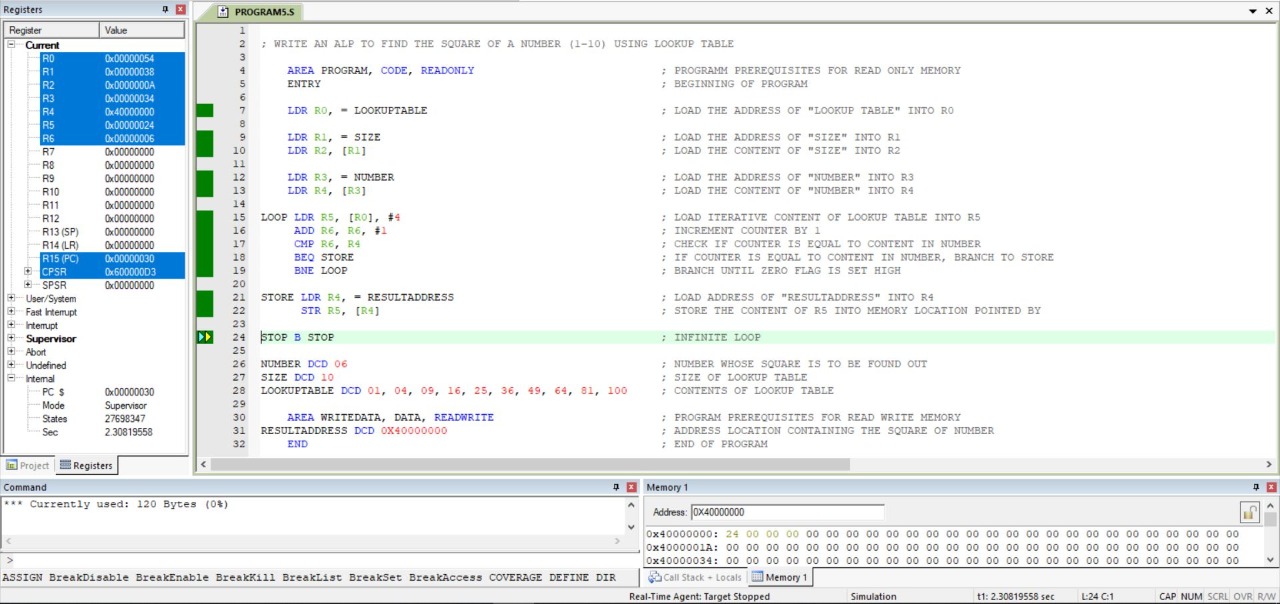 Registers
Register Value
Current
R0 0x00000054
R1 0x00000038
R2 0x0000000A
R3 0x00000034
R4 0x40000000
R5 0x00000024
R6 0x00000006
R7 0x00000000
R8 0x00000000
R9 0x00000000
R10 0x00000000
R11 0x00000000
R12 0x00000000
R13 (SP) 0x00000000
R14 (LR) 0x00000000
R15 (PC) 0x00000030
CPSR 0x600000D3
SPSR 0x00000000
User/System
Fast Interrupt
Interrupt
Supervisor
Abort
Undefined
Internal
PC $ 0x00000030
Mode Supervisor
States 27698347
Sec 2.30819558
Project Registers
PROGRAM5.S
1
2 ; WRITE AN ALP TO FIND THE SQUARE OF A NUMBER (1-10) USING LOOKUP TABLE
3
4 AREA PROGRAM, CODE, READONLY ; PROGRAMM PREREQUISITES FOR READ ONLY MEMORY
5 ENTRY ; BEGINNING OF PROGRAM
6
7 LDR R0, = LOOKUPTABLE ; LOAD THE ADDRESS OF "LOOKUP TABLE" INTO R0
8
9 LDR R1, = SIZE ; LOAD THE ADDRESS OF "SIZE" INTO R1
10 LDR R2, [R1] ; LOAD THE CONTENT OF "SIZE" INTO R2
11
12 LDR R3, = NUMBER ; LOAD THE ADDRESS OF "NUMBER" INTO R3
13 LDR R4, [R3] ; LOAD THE CONTENT OF "NUMBER" INTO R4
14
15 LOOP LDR R5, [R0], #4 ; LOAD ITERATIVE CONTENT OF LOOKUP TABLE INTO R5
16 ADD R6, R6, #1 ; INCREMENT COUNTER BY 1
17 CMP R6, R4 ; CHECK IF COUNTER IS EQUAL TO CONTENT IN NUMBER
18 BEQ STORE ; IF COUNTER IS EQUAL TO CONTENT IN NUMBER, BRANCH TO STORE
19 BNE LOOP ; BRANCH UNTIL ZERO FLAG IS SET HIGH
20
21 STORE LDR R4, = RESULTADDRESS ; LOAD ADDRESS OF "RESULTADDRESS" INTO R4
22 STR R5, [R4] ; STORE THE CONTENT OF R5 INTO MEMORY LOCATION POINTED BY
23
24 STOP B STOP ; INFINITE LOOP
25
26 NUMBER DCD 06 ; NUMBER WHOSE SQUARE IS TO BE FOUND OUT
27 SIZE DCD 10 ; SIZE OF LOOKUP TABLE
28 LOOKUPTABLE DCD 01, 04, 09, 16, 25, 36, 49, 64, 81, 100 ; CONTENTS OF LOOKUP TABLE
29
30 AREA WRITEDATA, DATA, READWRITE ; PROGRAM PREREQUISITES FOR READ WRITE MEMORY
31 RESULTADDRESS DCD 0X40000000 ; ADDRESS LOCATION CONTAINING THE SQUARE OF NUMBER
32 END ; END OF PROGRAM
Command
*** Currently used: 120 Bytes (0%)
>
ASSIGN BreakDisable BreakEnable BreakKill BreakList BreakSet BreakAccess COVERAGE DEFINE DIR
Memory 1
Address: 0X40000000
0x40000000: 24 00 00 00 00 00 00 00 00 00 00 00 00 00 00 00 00 00 00 00 00 00 00 00 00 00
0x4000001A: 00 00 00 00 00 00 00 00 00 00 00 00 00 00 00 00 00 00 00 00 00 00 00 00 00 00
0x40000034: 00 00 00 00 00 00 00 00 00 00 00 00 00 00 00 00 00 00 00 00 00 00 00 00 00 00
Call Stack + Locals Memory 1
Real-Time Agent: Target Stopped Simulation t1: 2.30819558 sec L:24 C:1 CAP NUM SCRL OVR R/W